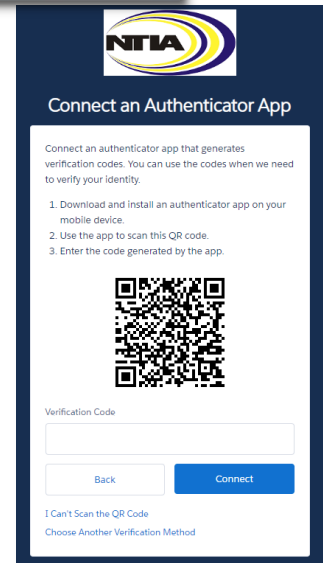 NTIA
Connect an Authenticator App
Connect an authenticator app that generates
verification codes. You can use the codes when we need
to verify your identity.
1. Download and install an authenticator app on your
mobile device.
2. Use the app to scan this QR code.
3. Enter the code generated by the app.
Verification Code
Back
Connect
I Can't Scan the QR Code
Choose Another Verification Method